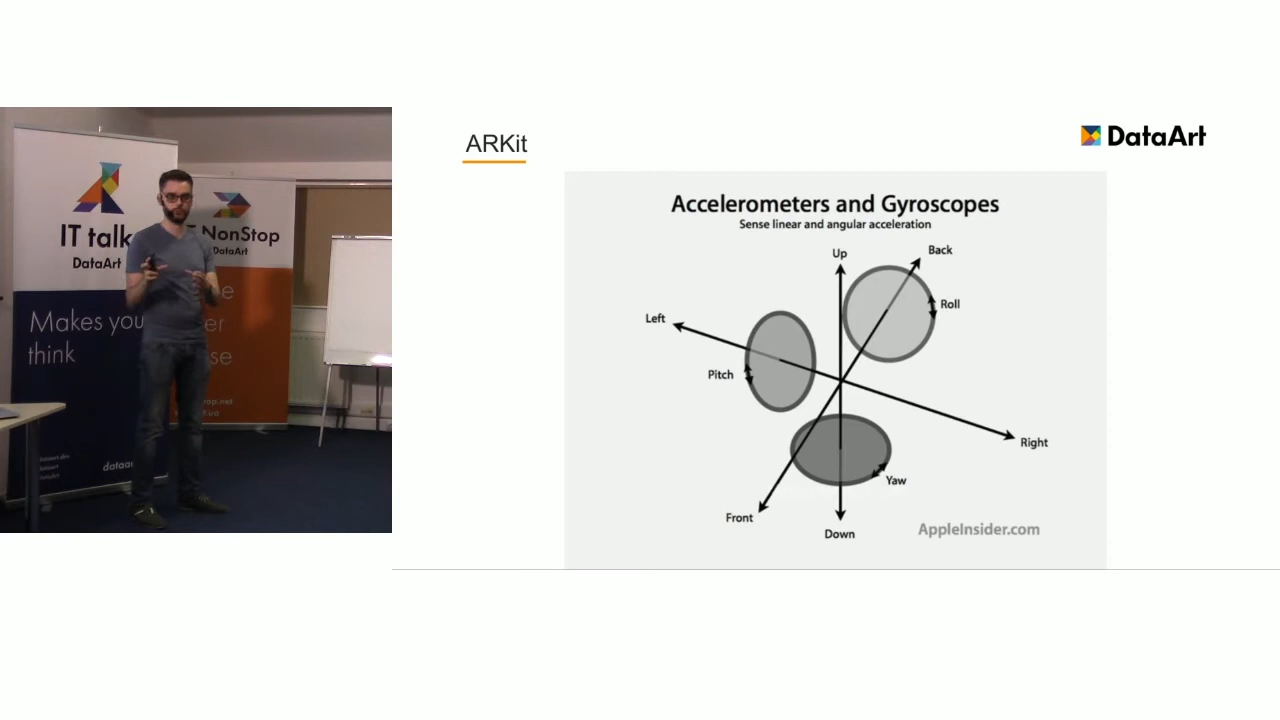 ARKit
DataArt
Accelerometers and Gyroscopes
Sense linear and angular acceleration
Up
Back
Roll
Left
Pitch
Right
Yaw
Front
Down
AppleInsider.com
IT talk
DataArt
Makes you
think
NonStop
DataArt